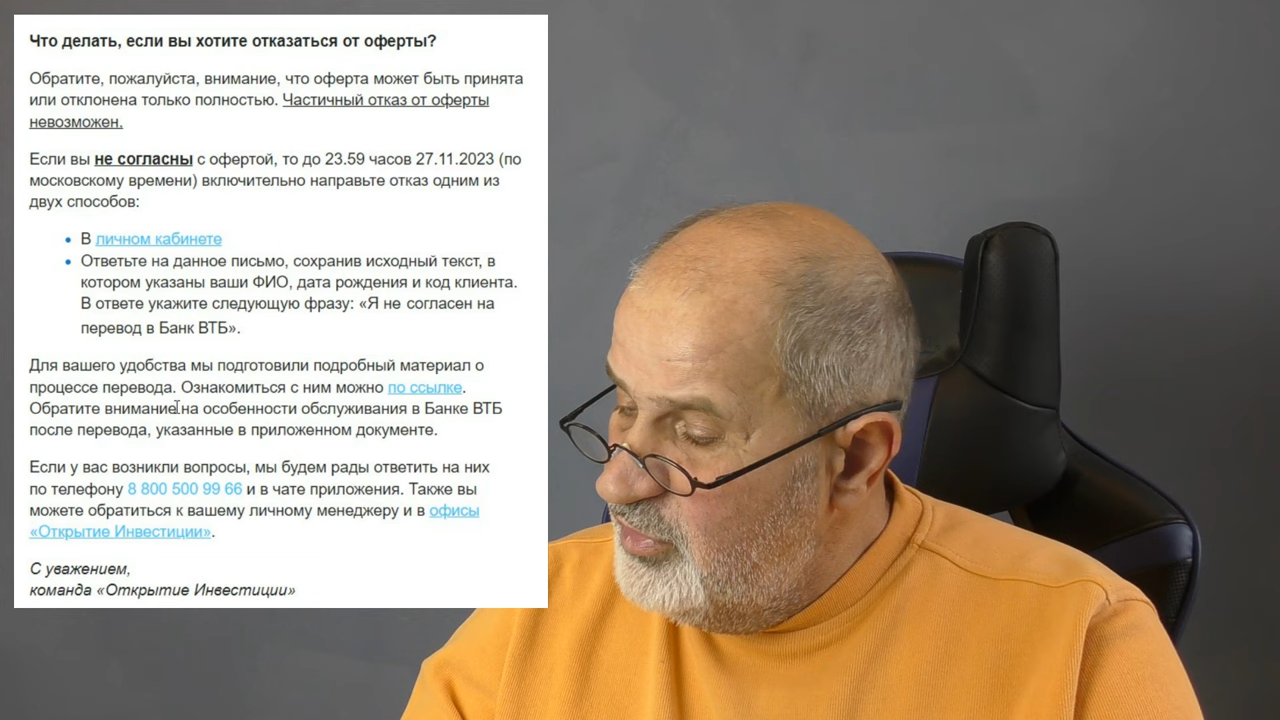 Что делать, если вы хотите отказаться от оферты?
Обратите, пожалуйста, внимание, что оферта может быть принята
или отклонена только полностью. Частичный отказ от оферты
невозможен.
Если вы не согласны с офертой, то до 23.59 часов 27.11.2023 (по
московскому времени) включительно направьте отказ одним из
двух способов:
• В личном кабинете
• Ответьте на данное письмо, сохранив исходный текст, в
котором указаны ваши ФИО, дата рождения и код клиента.
В ответе укажите следующую фразу: «Я не согласен на
перевод в Банк ВТБ».
Для вашего удобства мы подготовили подробный материал о
процессе перевода. Ознакомиться с ним можно по ссылке.
Обратите внимание на особенности обслуживания в Банке ВТБ
после перевода, указанные в приложенном документе.
Если у вас возникли вопросы, мы будем рады ответить на них
по телефону 8 800 500 99 66 и в чате приложения. Также вы
можете обратиться к вашему личному менеджеру и в офисы
«Открытие Инвестиции».
С уважением,
команда «Открытие Инвестиции»